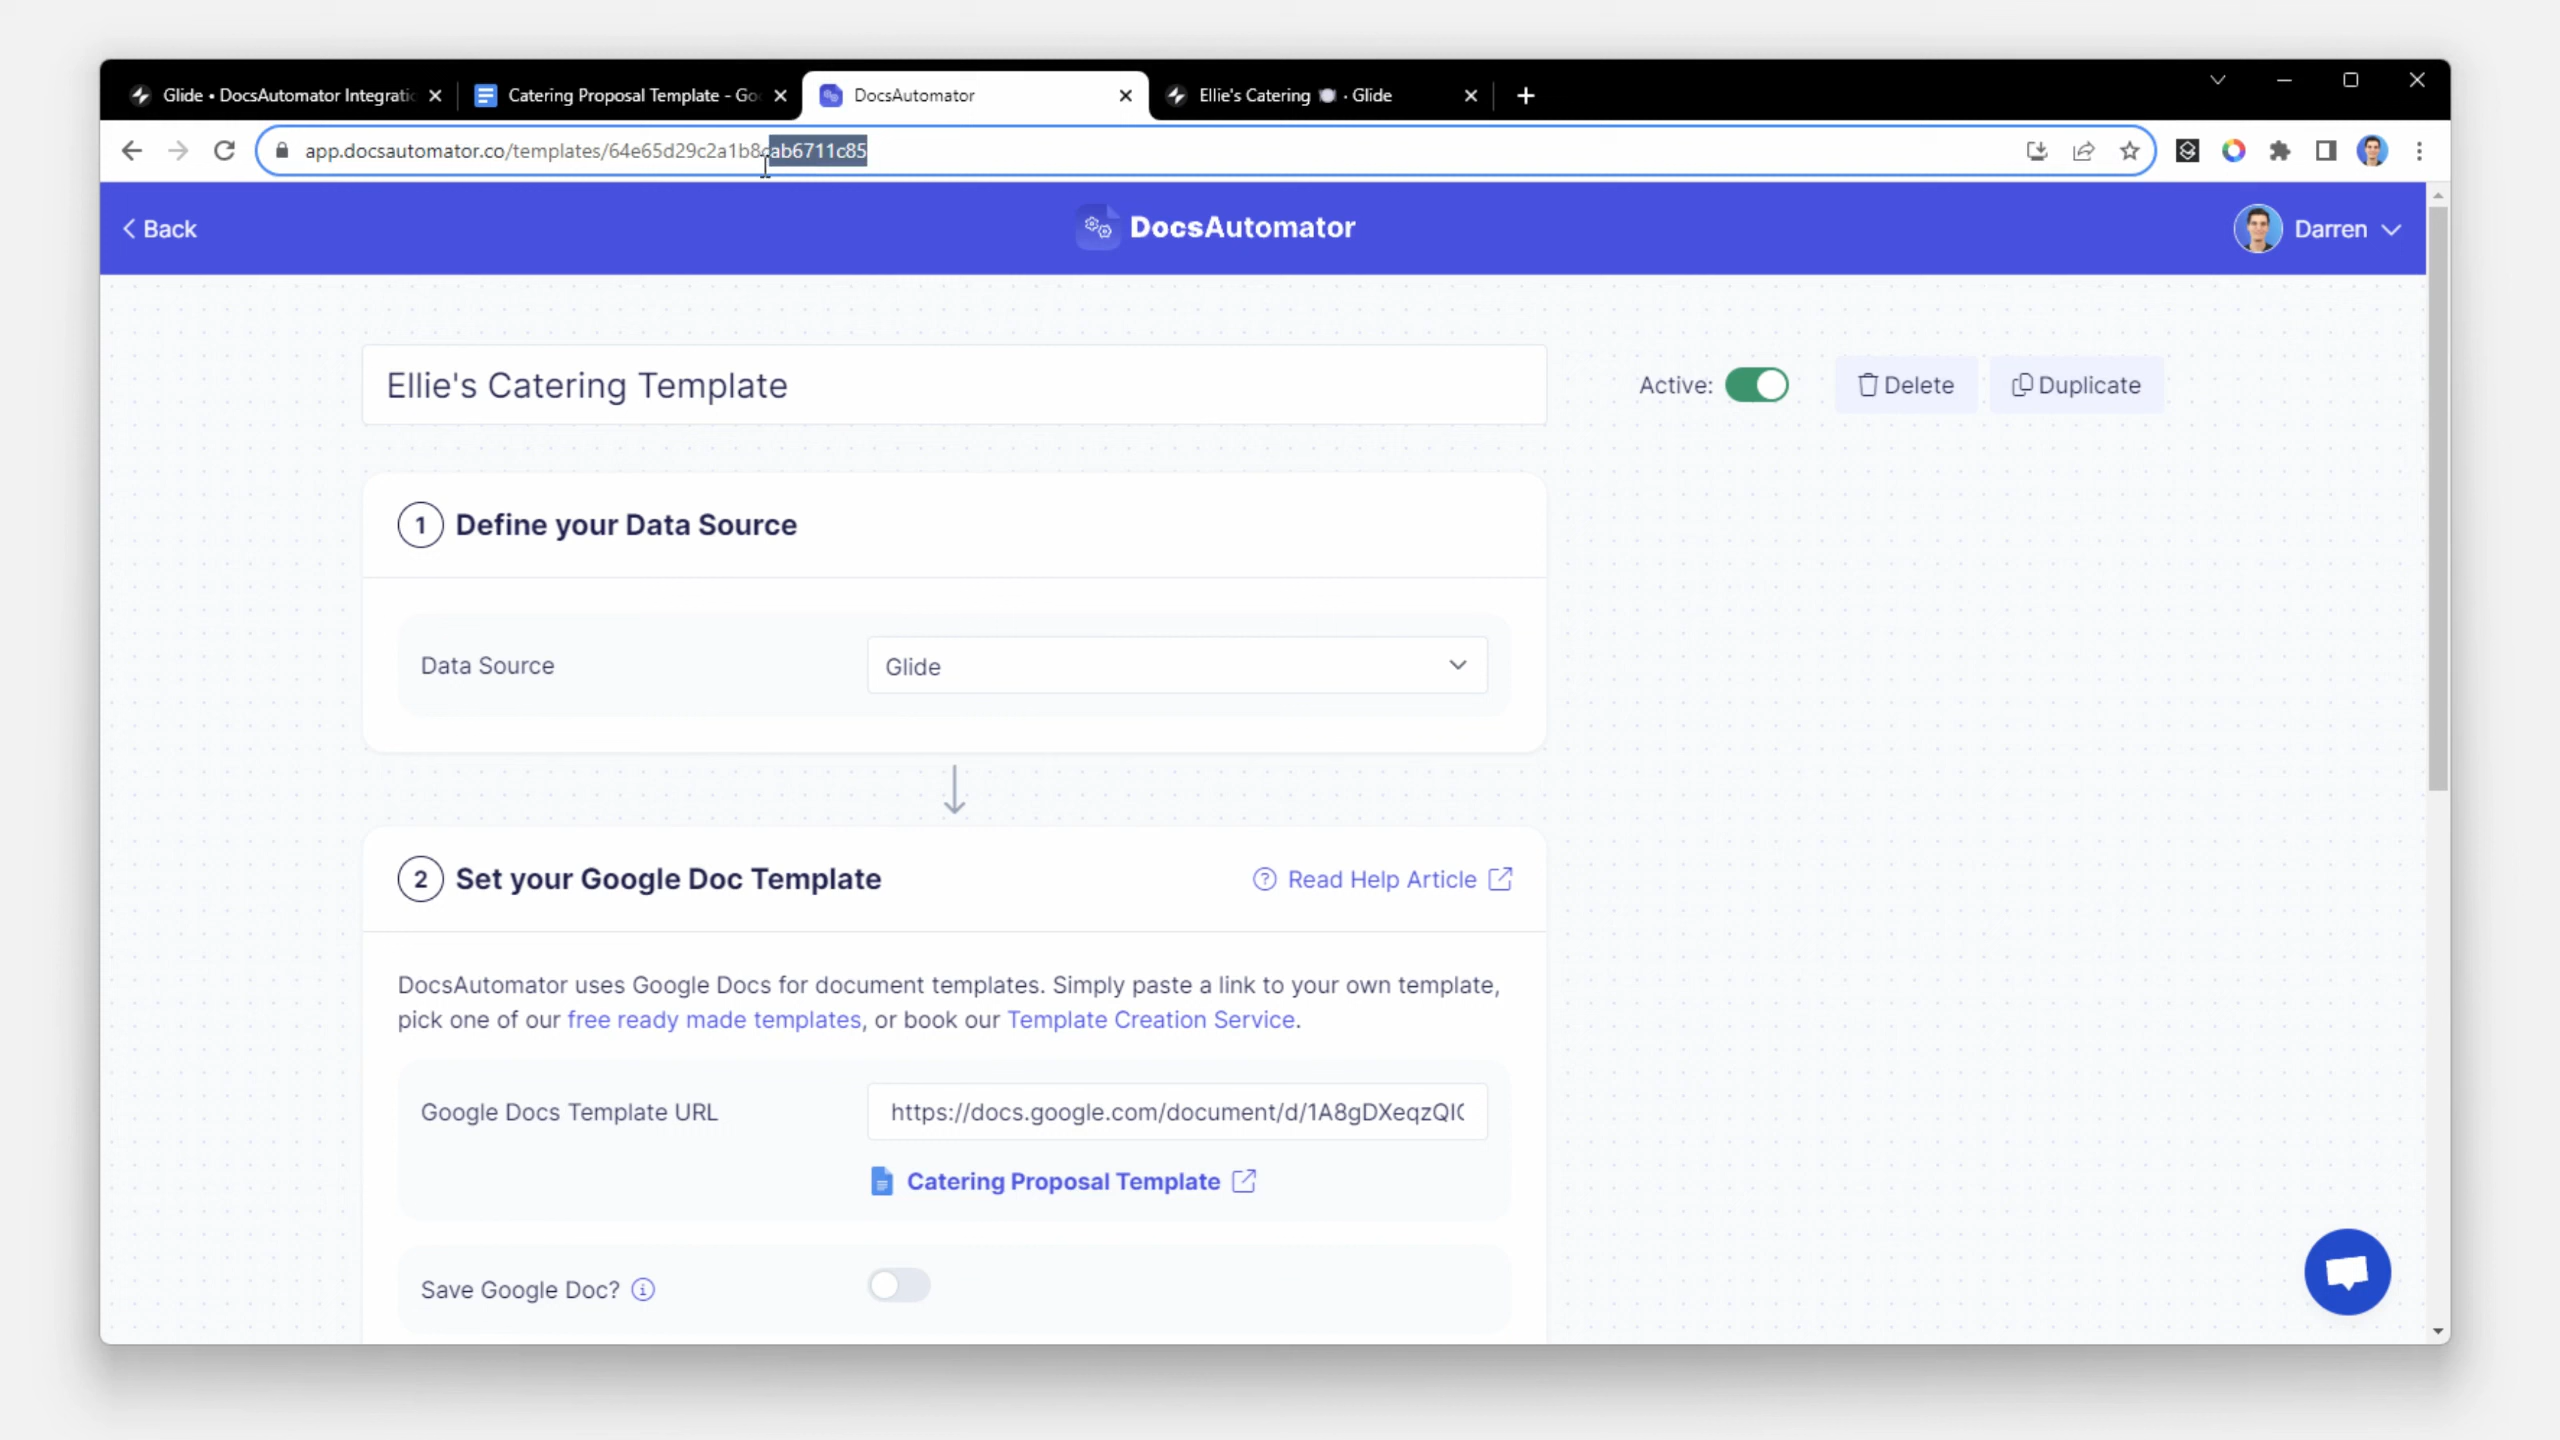 Glide • DocsAutomator Integratic
Catering Proposal Template - Goo
DocsAutomator
Ellie's Catering 🍽️ · Glide
app.docsautomator.co/templates/64e65d29c2a1b8cab6711c85
Back
DocsAutomator
Darren
Ellie's Catering Template
Active:
Delete
Duplicate
1 Define your Data Source
Data Source
Glide
2 Set your Google Doc Template
Read Help Article
DocsAutomator uses Google Docs for document templates. Simply paste a link to your own template,
pick one of our free ready made templates, or book our Template Creation Service.
Google Docs Template URL
https://docs.google.com/document/d/1A8gDXeqzQI
Catering Proposal Template
Save Google Doc?